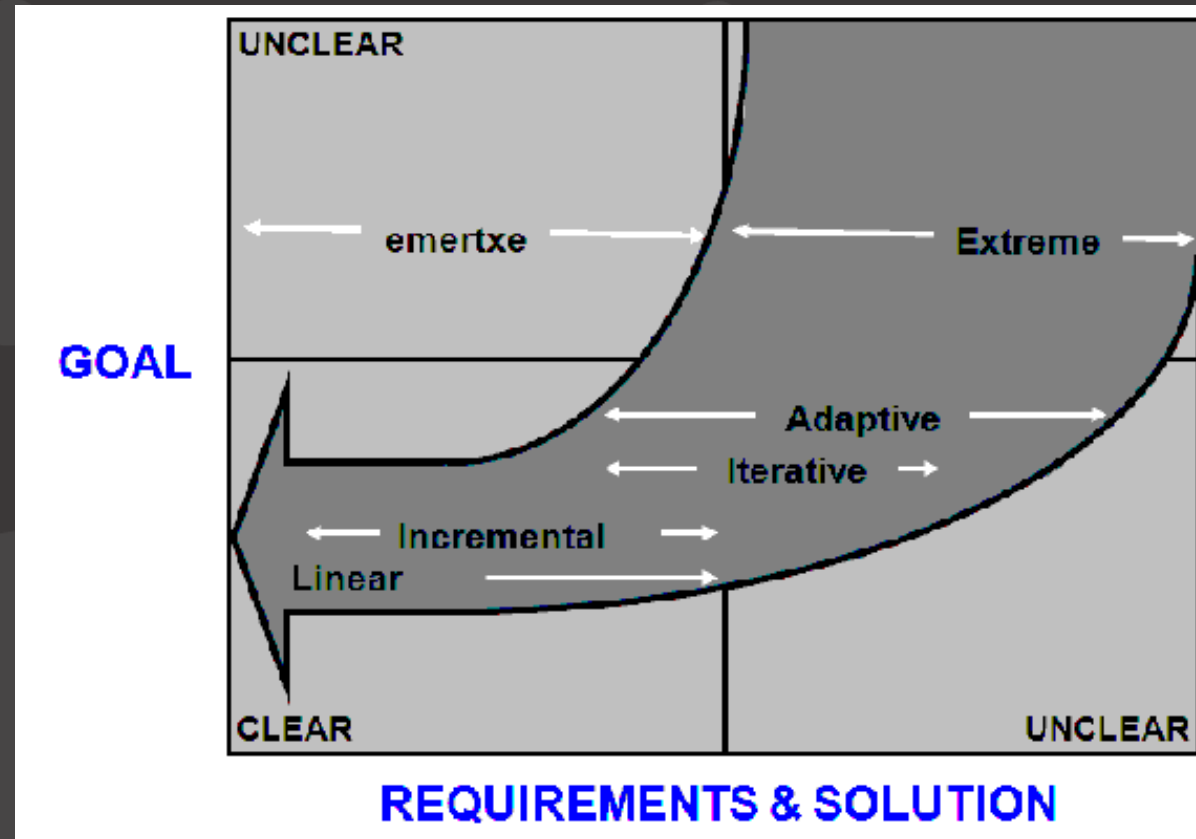 UNCLEAR
emertxe
Extreme
GOAL
Adaptive
Iterative
Incremental
Linear
CLEAR
UNCLEAR
REQUIREMENTS & SOLUTION